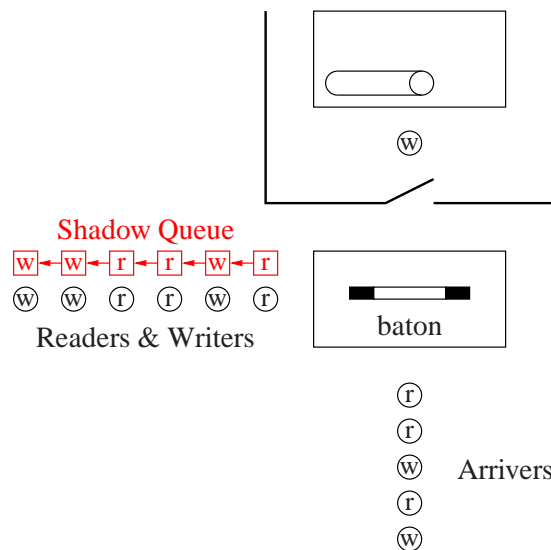 w
Shadow Queue
w w r r w r
w w r r w r
Readers & Writers
baton
r
r
w
Arrivers
r
w